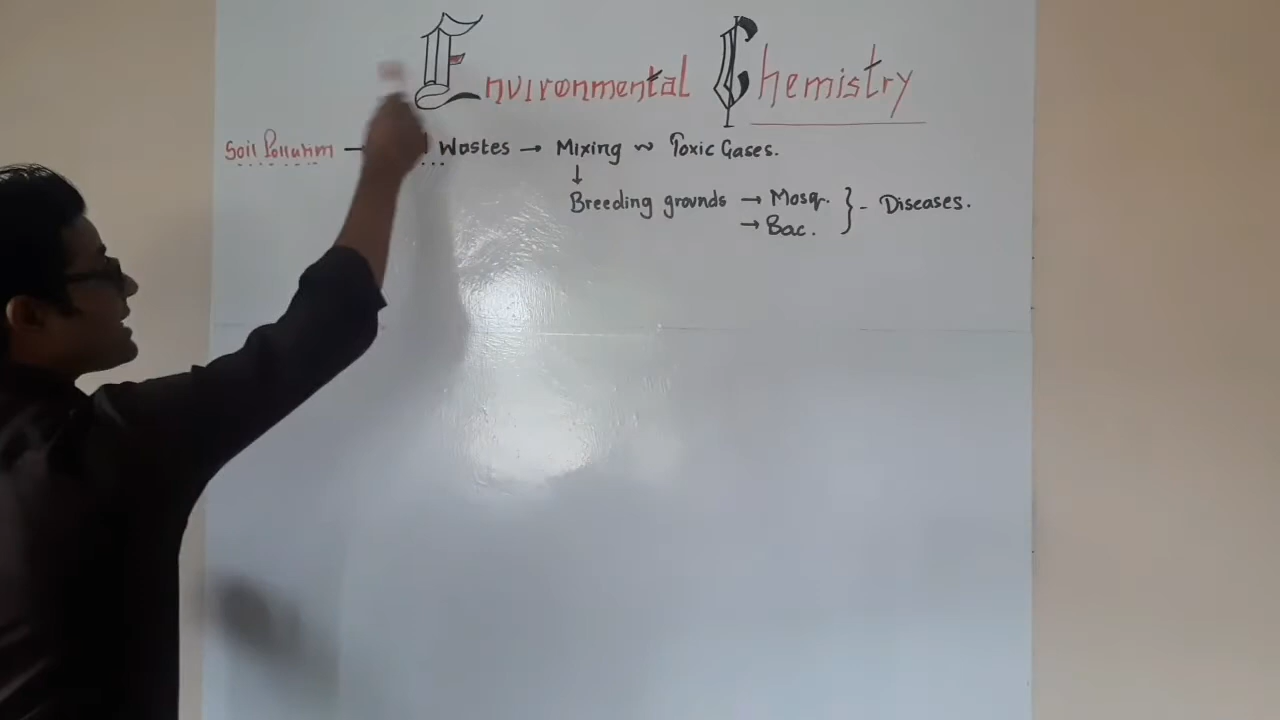 Environmental Chemistry
Soil Pollution → Wastes → Mixing ~ Toxic Gases.
↓
Breeding grounds → Mosq. } - Diseases.
→ Bac.